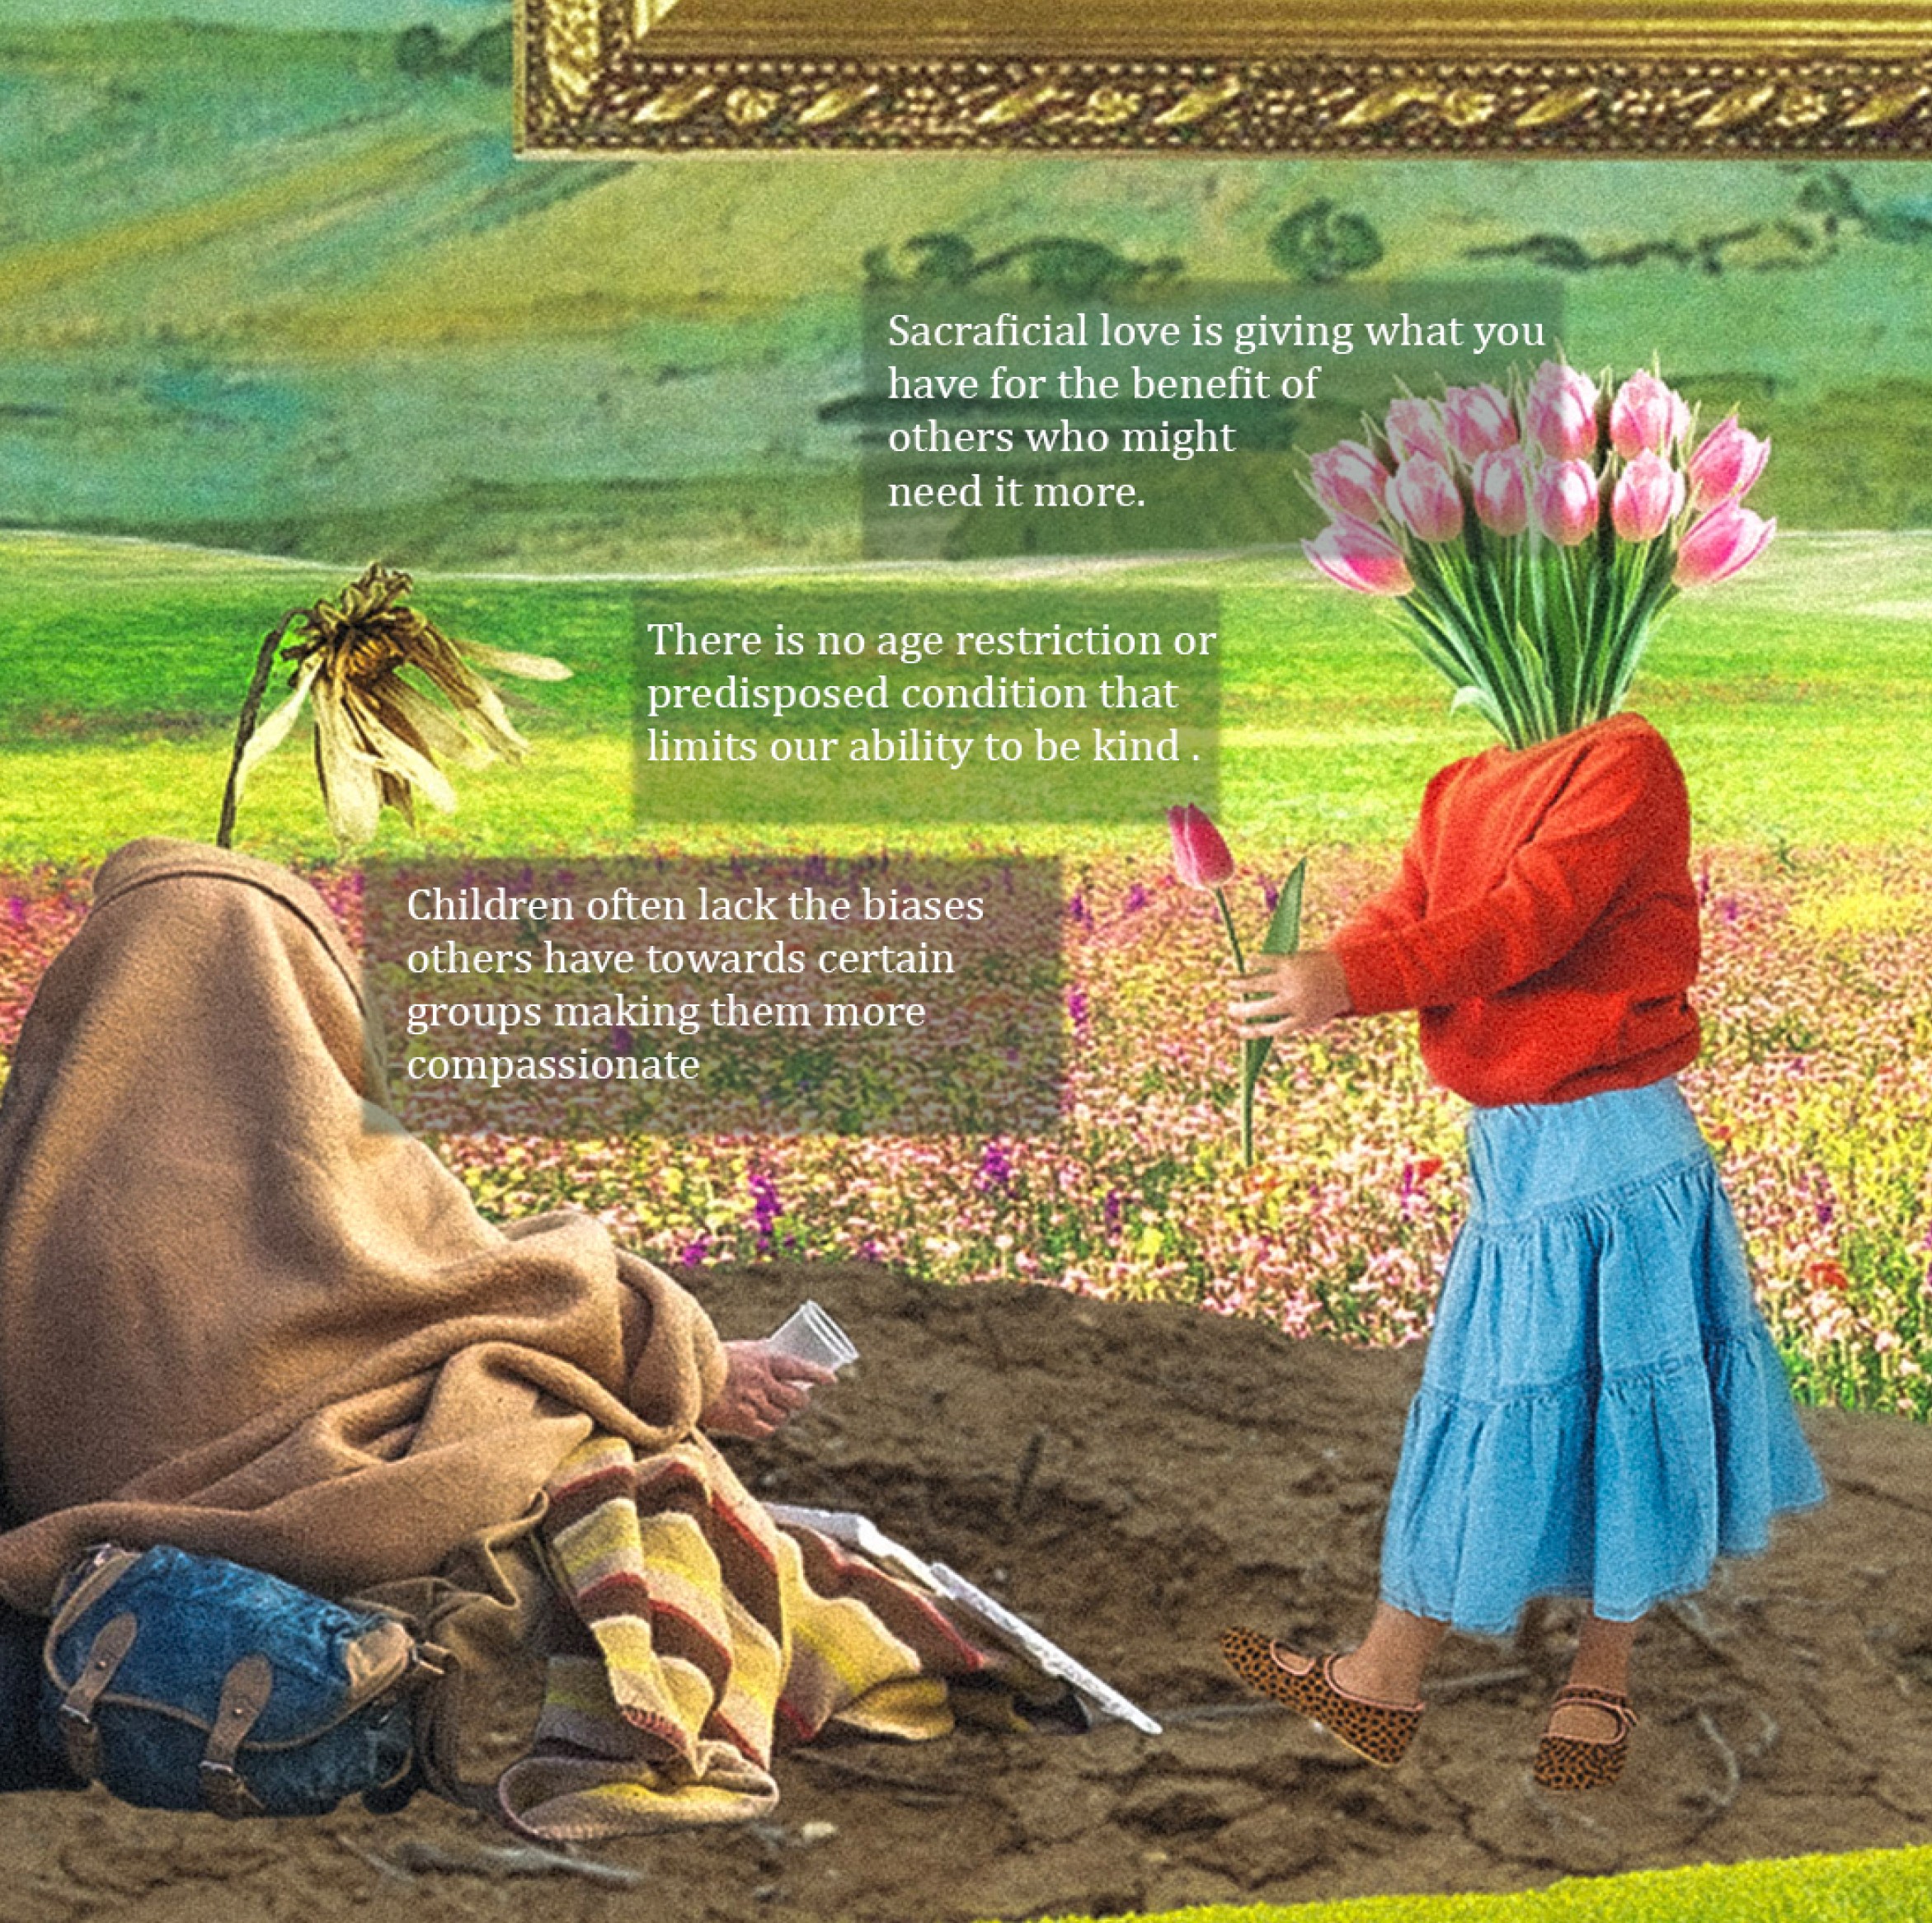 Sacraficial love is giving what you
have for the benefit of
others who might
need it more.
There is no age restriction or
predisposed condition that
limits our ability to be kind .
Children often lack the biases
others have towards certain
groups making them more
compassionate